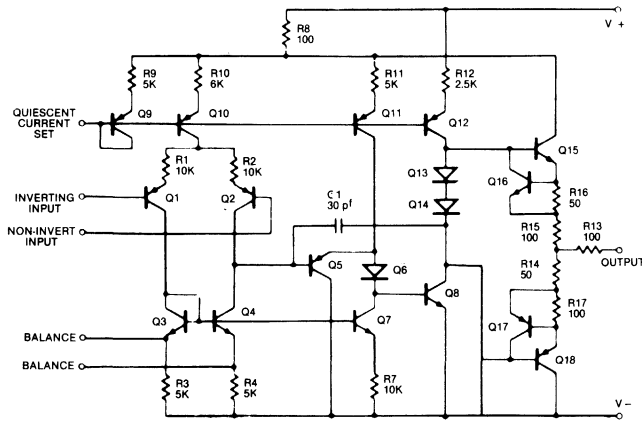 V +
R8
100
R9
5K
R10
6K
R11
5K
R12
2.5K
QUIESCENT
CURRENT
SET
Q9
Q10
Q11
Q12
Q15
R1
10K
R2
10K
Q13
Q16
R16
50
INVERTING
INPUT
Q1
Q2
C1
30 pf
Q14
R15
100
R13
100
NON-INVERT
INPUT
OUTPUT
Q5
Q6
R14
50
Q8
R17
100
Q3
Q4
Q7
Q17
BALANCE
BALANCE
Q18
R3
5K
R4
5K
R7
10K
V−